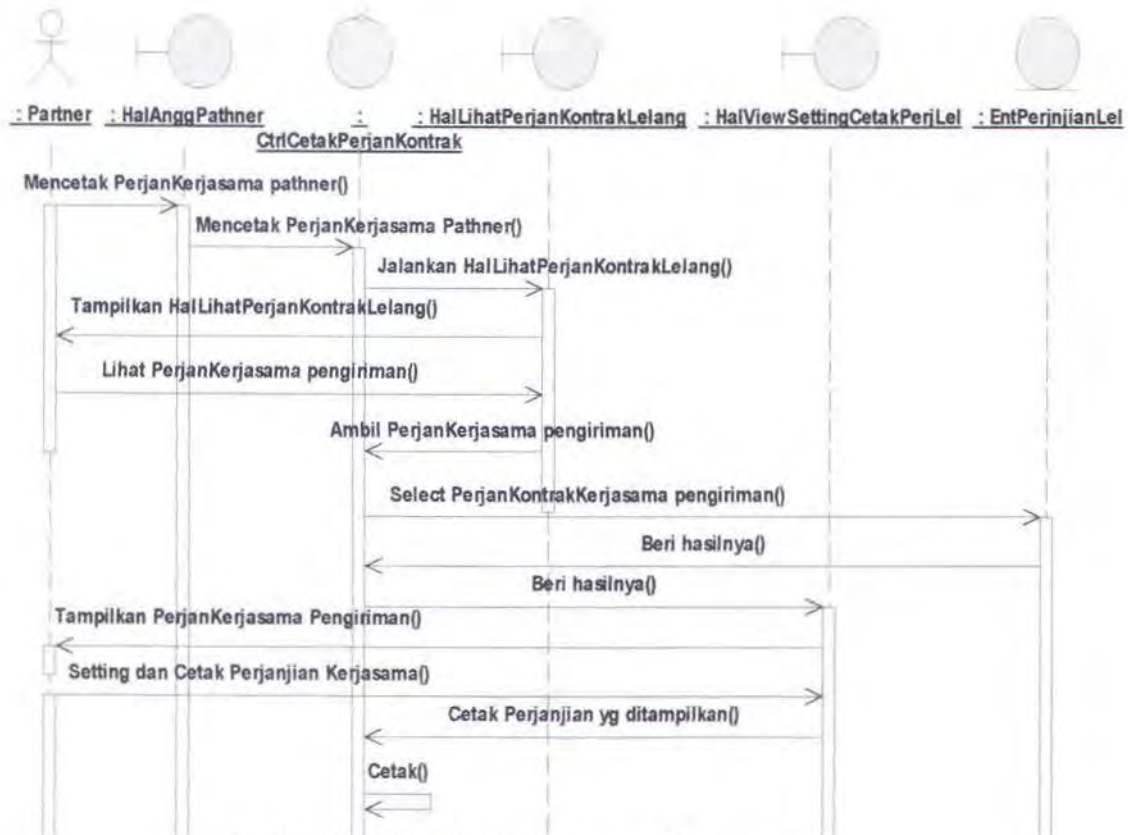 : Partner
: HalAnggPathner
:
CtrlCetakPerjanKontrak
: HalLihatPerjanKontrakLelang
: HalViewSettingCetakPerjLel
: EntPerjnjianLel
Mencetak PerjanKerjasama pathner()
Mencetak PerjanKerjasama Pathner()
Jalankan HalLihatPerjanKontrakLelang()
Tampilkan HalLihatPerjanKontrakLelang()
Lihat PerjanKerjasama pengiriman()
Ambil PerjanKerjasama pengiriman()
Select PerjanKontrakKerjasama pengiriman()
Beri hasilnya()
Beri hasilnya()
Tampilkan PerjanKerjasama Pengiriman()
Setting dan Cetak Perjanjian Kerjasama()
Cetak Perjanjian yg ditampilkan()
Cetak()